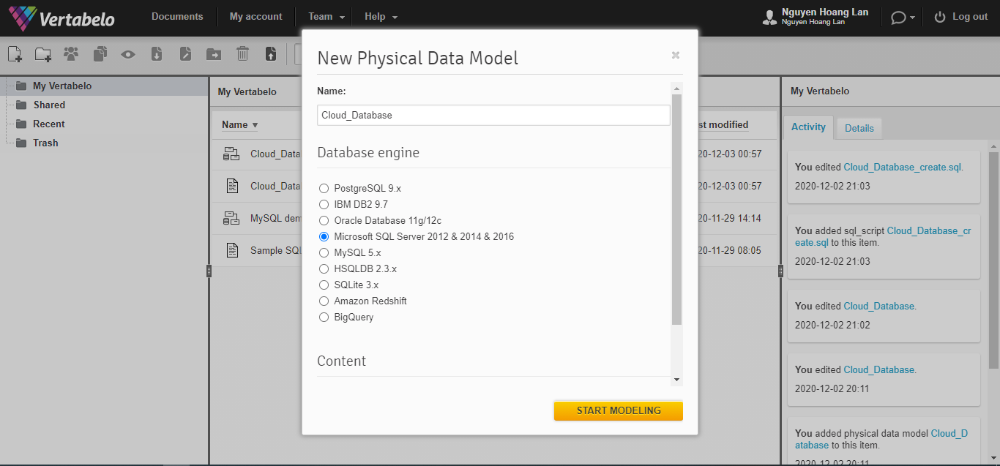 Vertabelo
Documents
My account
Team
Help
Nguyen Hoang Lan
Nguyen Hoang Lan
Log out
My Vertabelo
Shared
Recent
Trash
My Vertabelo
Name
st modified
Cloud_Data
20-12-03 00:57
Cloud_Data
20-12-03 00:57
MySQL dem
20-11-29 14:14
Sample SQL
20-11-29 08:05
New Physical Data Model
Name:
Cloud_Database
Database engine
PostgreSQL 9.x
IBM DB2 9.7
Oracle Database 11g/12c
Microsoft SQL Server 2012 & 2014 & 2016
MySQL 5.x
HSQLDB 2.3.x
SQLite 3.x
Amazon Redshift
BigQuery
Content
START MODELING
My Vertabelo
Activity
Details
You edited Cloud_Database_create.sql.
2020-12-02 21:03
You added sql_script Cloud_Database_cr
eate.sql to this item.
2020-12-02 21:03
You edited Cloud_Database.
2020-12-02 21:02
You edited Cloud_Database.
2020-12-02 20:11
You added physical data model Cloud_D
atabase to this item.
2020-12-02 20:11